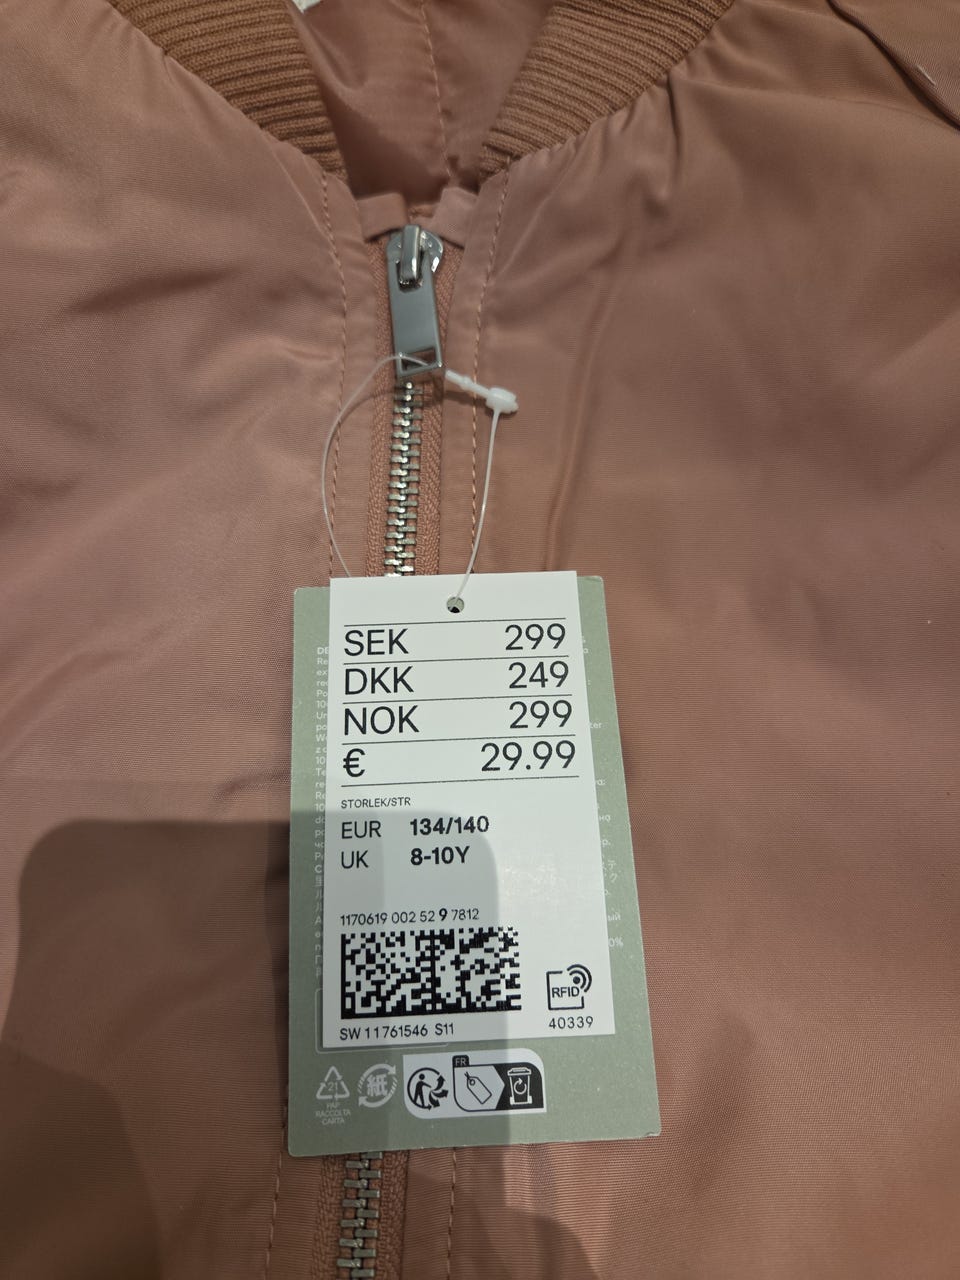 SEK 299
DKK 249
NOK 299
€ 29.99
STORLEK/STR
EUR 134/140
UK 8-10Y
1170619 002 52 9 7812
RFID
SW 11761546 S11
40339
21
PAP
RACCOLTA
CARTA
紙
FR